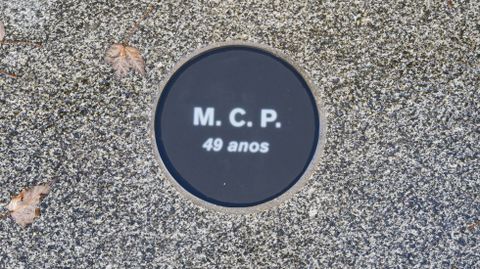 M. C. P.
49 anos